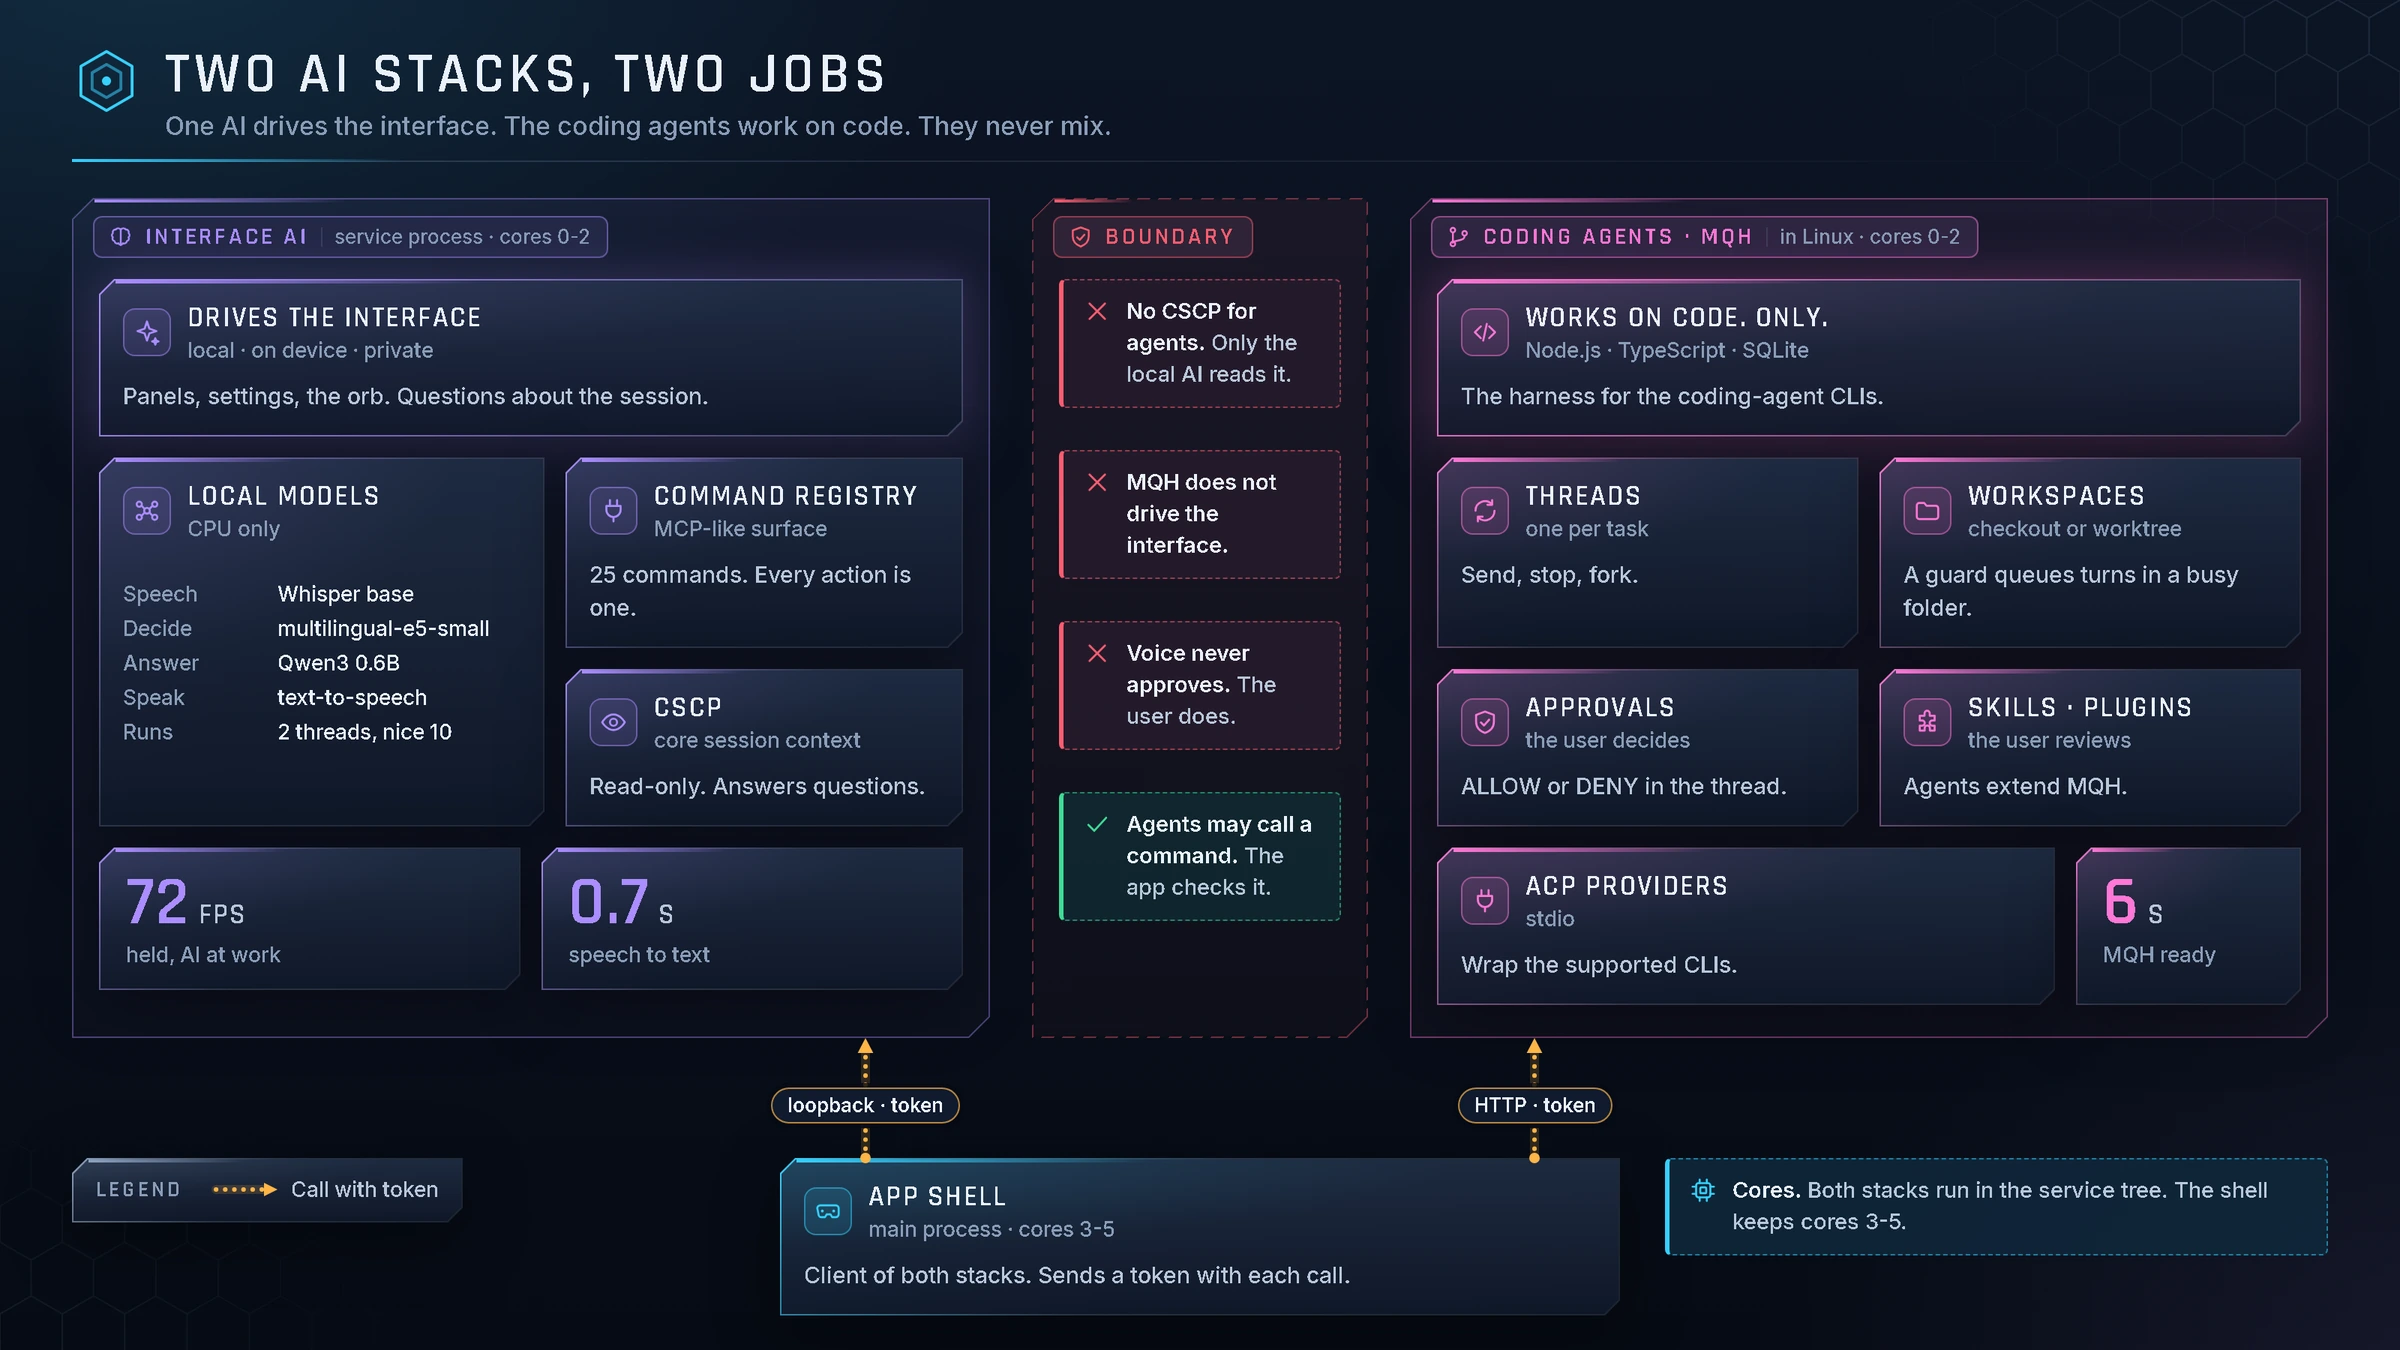 TWO AI STACKS, TWO JOBS
One AI drives the interface. The coding agents work on code. They never mix.
INTERFACE AI | service process · cores 0-2
DRIVES THE INTERFACE
local · on device · private
Panels, settings, the orb. Questions about the session.
LOCAL MODELS
CPU only
Speech Whisper base
Decide multilingual-e5-small
Answer Qwen3 0.6B
Speak text-to-speech
Runs 2 threads, nice 10
COMMAND REGISTRY
MCP-like surface
25 commands. Every action is
one.
CSCP
core session context
Read-only. Answers questions.
72 FPS
held, AI at work
0.7 S
speech to text
BOUNDARY
No CSCP for
agents. Only the
local AI reads it.
MQH does not
drive the
interface.
Voice never
approves. The
user does.
Agents may call a
command. The
app checks it.
CODING AGENTS · MQH | in Linux · cores 0-2
WORKS ON CODE. ONLY.
Node.js · TypeScript · SQLite
The harness for the coding-agent CLIs.
THREADS
one per task
Send, stop, fork.
WORKSPACES
checkout or worktree
A guard queues turns in a busy
folder.
APPROVALS
the user decides
ALLOW or DENY in the thread.
SKILLS · PLUGINS
the user reviews
Agents extend MQH.
ACP PROVIDERS
stdio
Wrap the supported CLIs.
6 S
MQH ready
loopback · token
HTTP · token
LEGEND Call with token
APP SHELL
main process · cores 3-5
Client of both stacks. Sends a token with each call.
Cores. Both stacks run in the service tree. The shell
keeps cores 3-5.